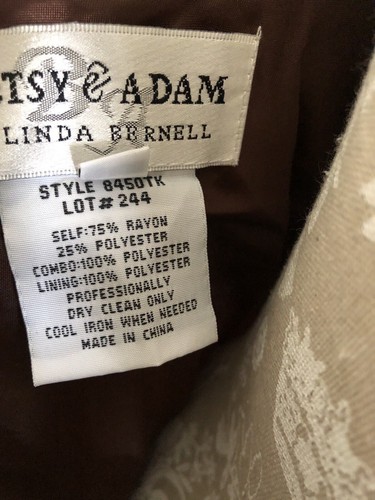 TSY & ADAM
LINDA BERNELL
STYLE 8450TK
LOT# 244
SELF:75% RAYON
25% POLYESTER
COMBO:100% POLYESTER
LINING:100% POLYESTER
PROFESSIONALLY
DRY CLEAN ONLY
COOL IRON WHEN NEEDED
MADE IN CHINA